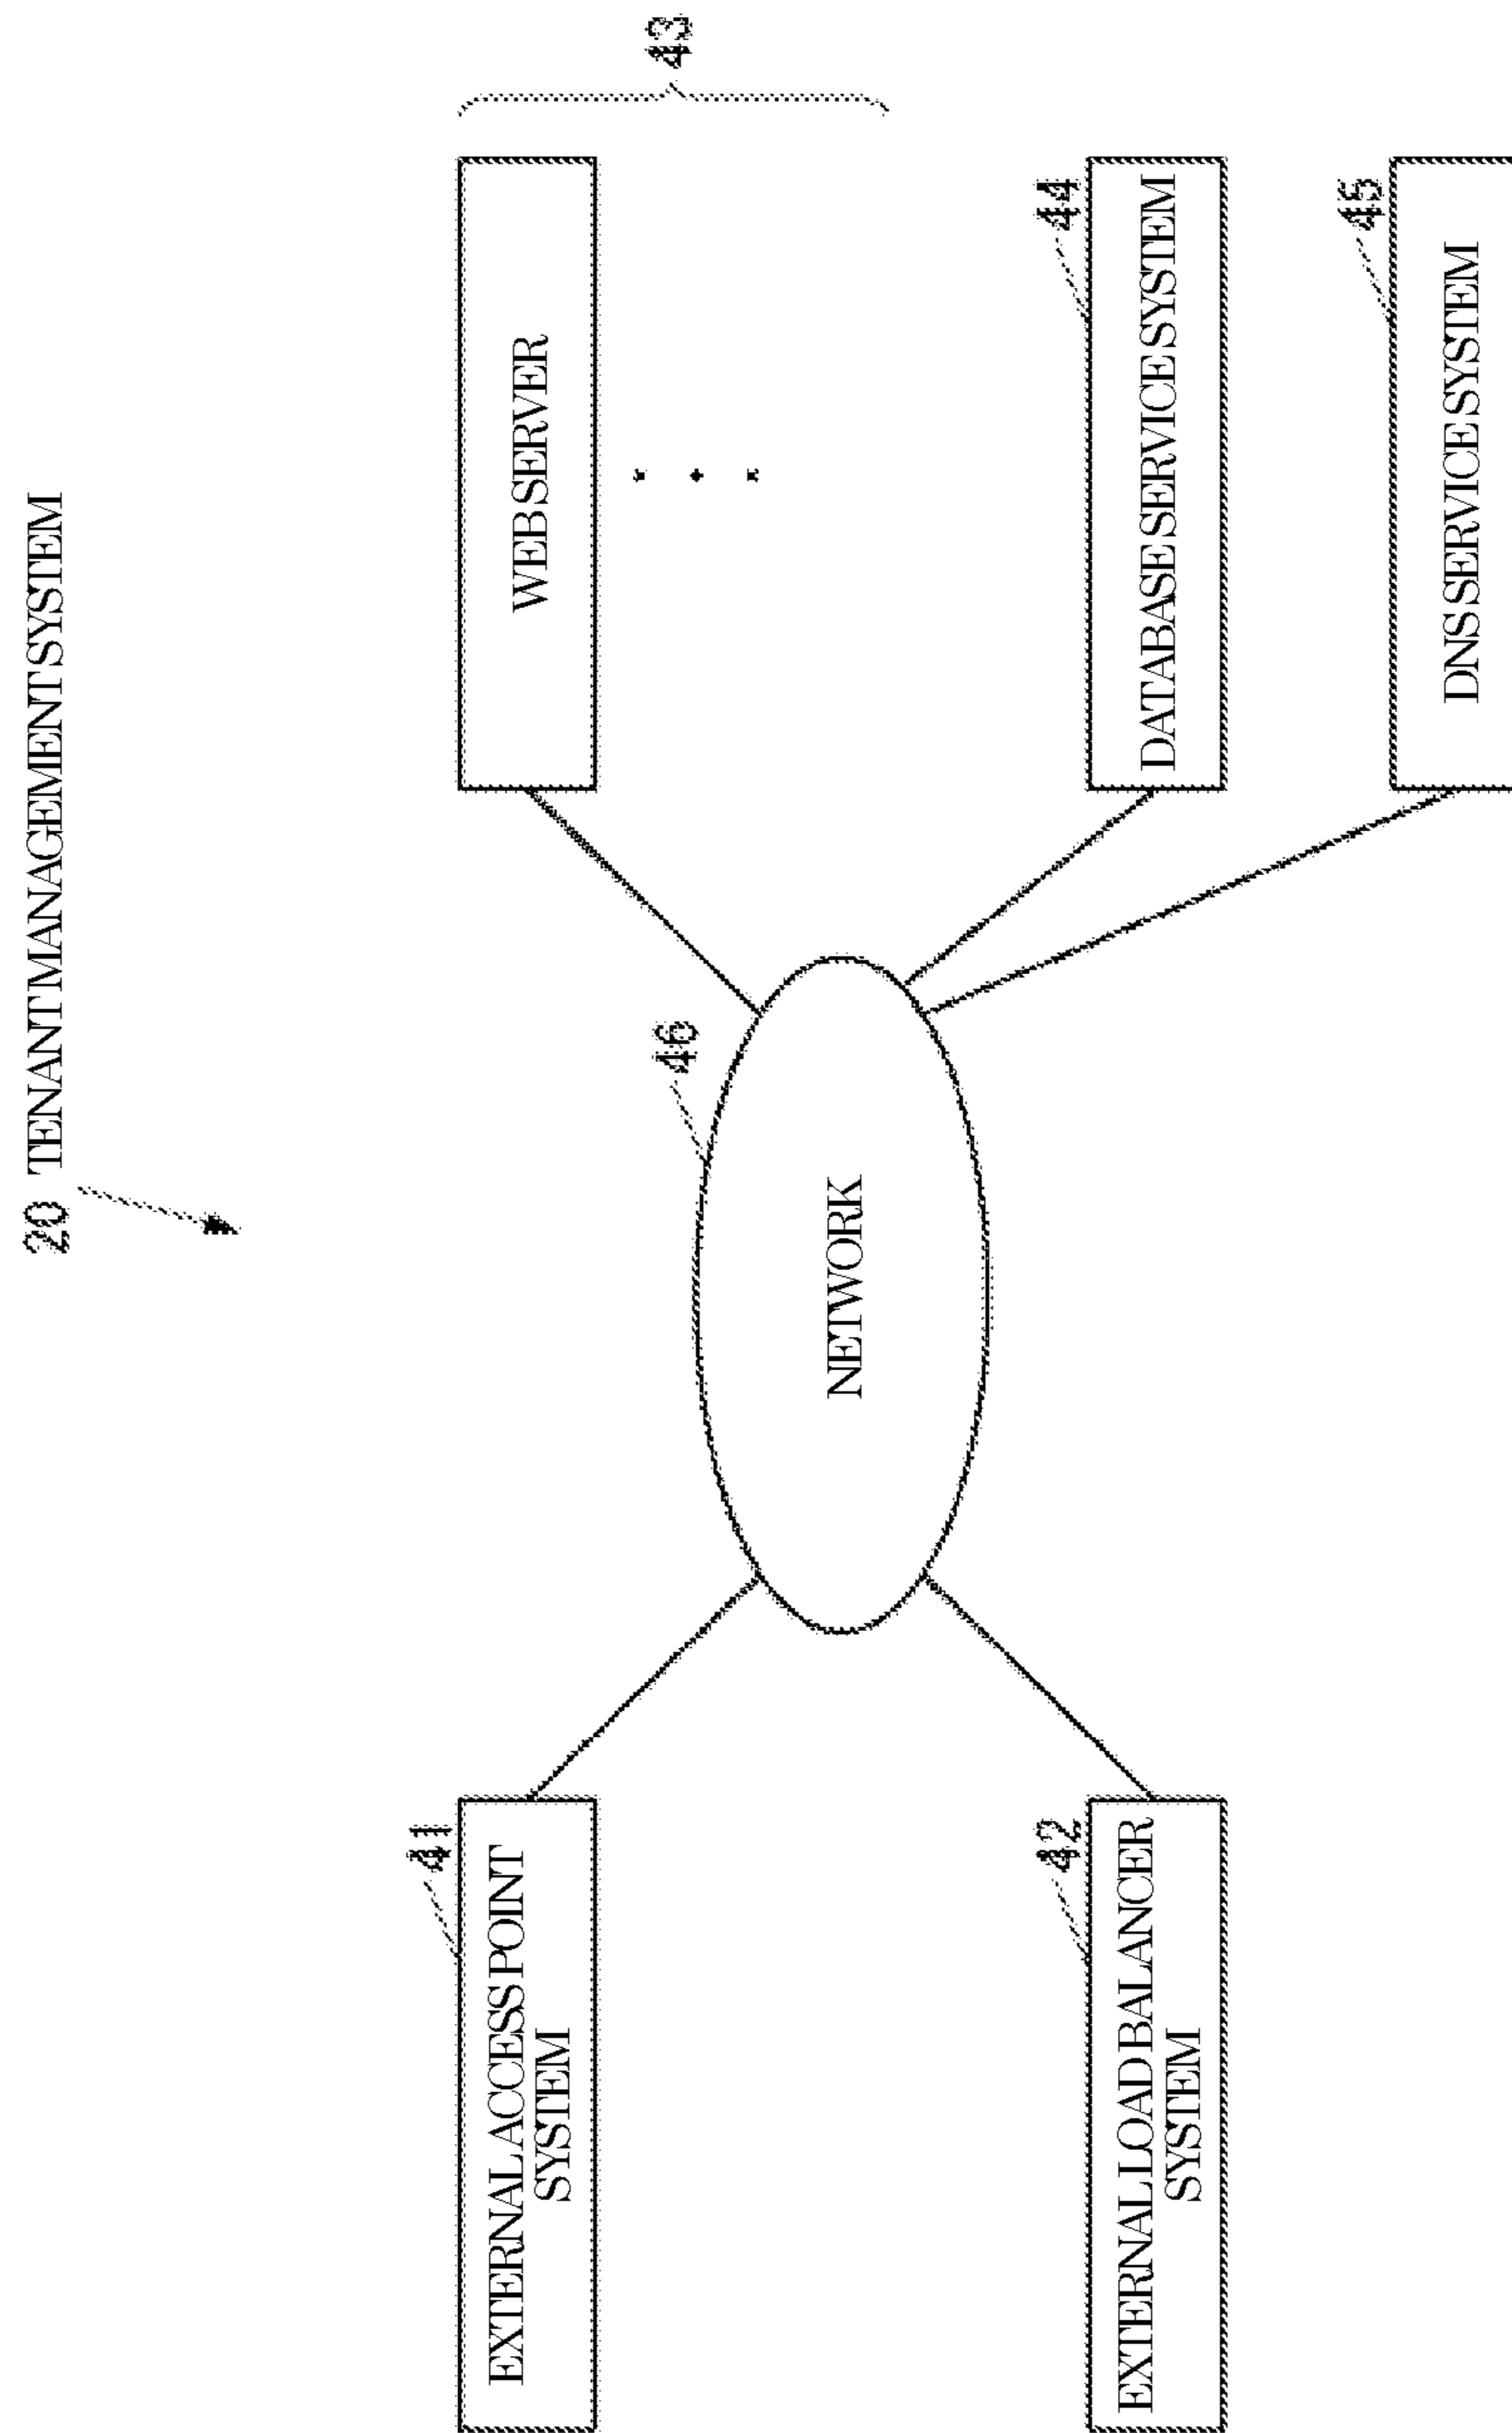 20 TENANT MANAGEMENT SYSTEM
41
EXTERNAL ACCESS POINT
SYSTEM
42
EXTERNAL LOAD BALANCER
SYSTEM
46
NETWORK
WEB SERVER
43
44
DATABASE SERVICE SYSTEM
45
DNS SERVICE SYSTEM